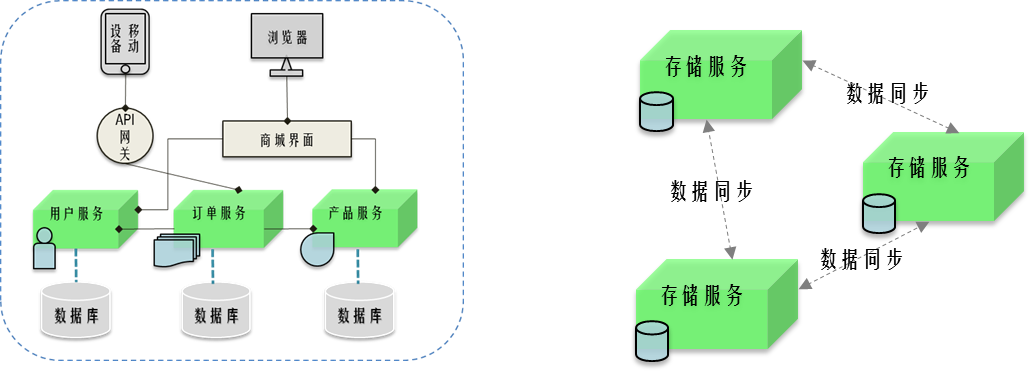 设 移
备 动
浏览器
API
网
关
商城界面
用户服务
订单服务
产品服务
数据库
数据库
数据库
存储服务
数据同步
存储服务
数据同步
数据同步
存储服务